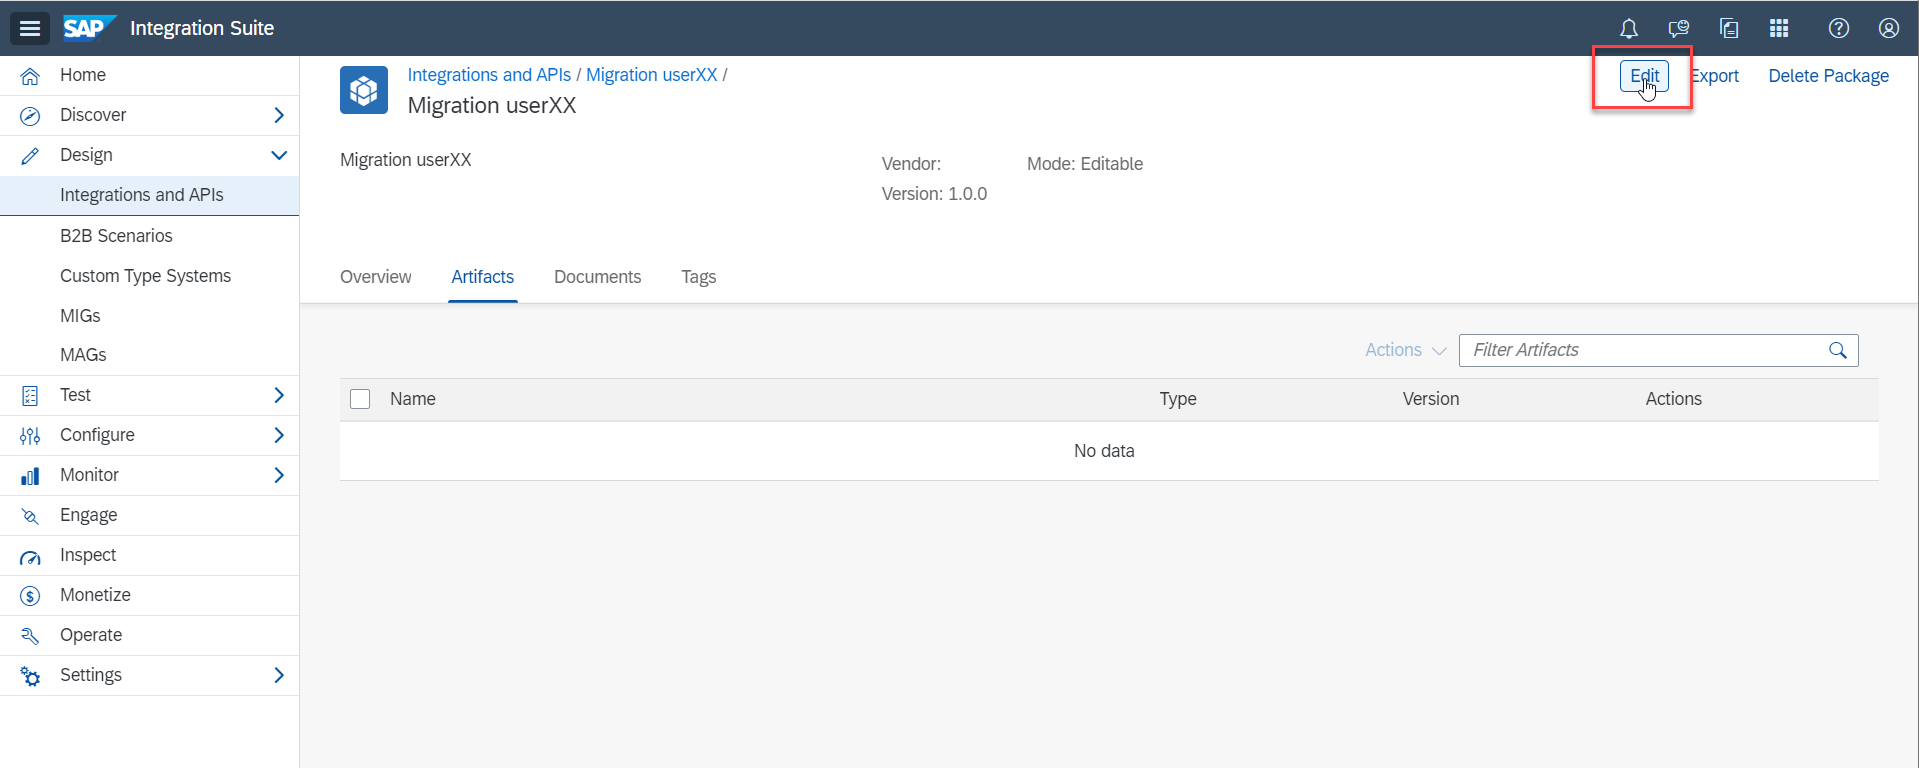 SAP Integration Suite
Home
Discover
Design
Integrations and APIs
B2B Scenarios
Custom Type Systems
MIGs
MAGs
Test
Configure
Monitor
Engage
Inspect
Monetize
Operate
Settings
Integrations and APIs / Migration userXX /
Migration userXX
Edit Export Delete Package
Migration userXX
Vendor: Mode: Editable
Version: 1.0.0
Overview Artifacts Documents Tags
Actions Filter Artifacts
Name Type Version Actions
No data